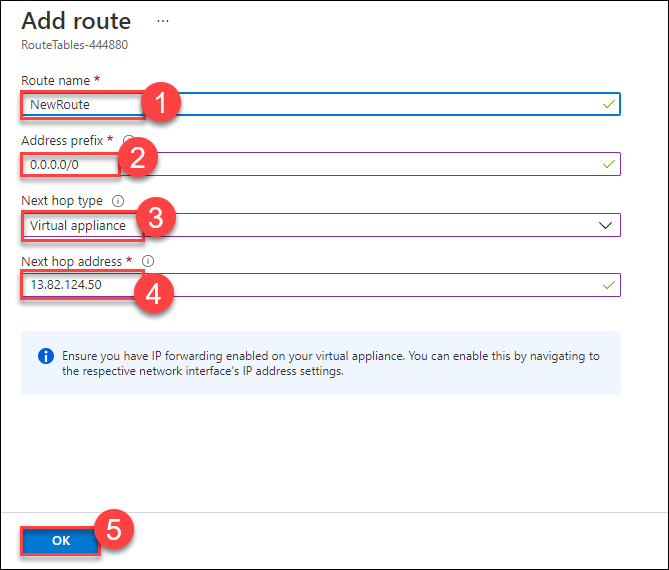 Add route ...
RouteTables-444880
Route name *
NewRoute
1
Address prefix *
2
0.0.0.0/0
Next hop type
3
Virtual appliance
Next hop address *
13.82.124.50
4
Ensure you have IP forwarding enabled on your virtual appliance. You can enable this by navigating to
the respective network interface's IP address settings.
5
OK